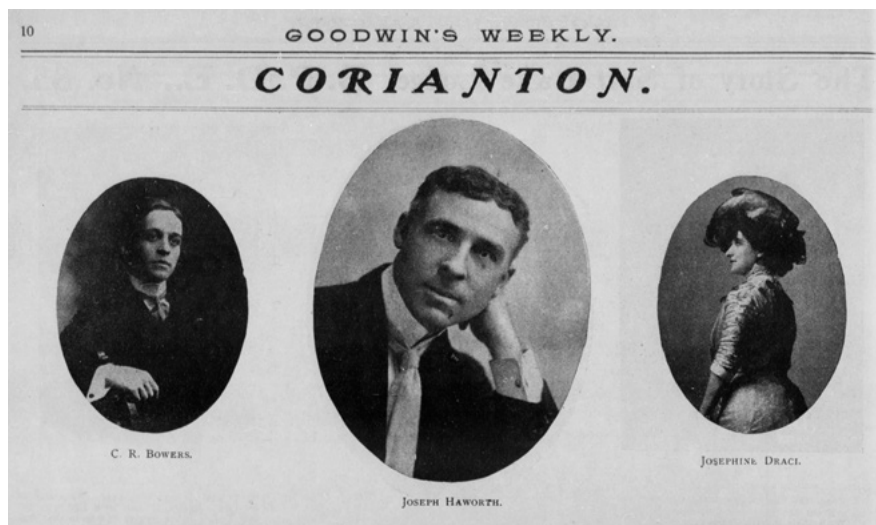 10
GOODWIN'S WEEKLY.
CORIANTON.
C. R. BOWERS.
JOSEPH HAWORTH.
JOSEPHINE DRACI.